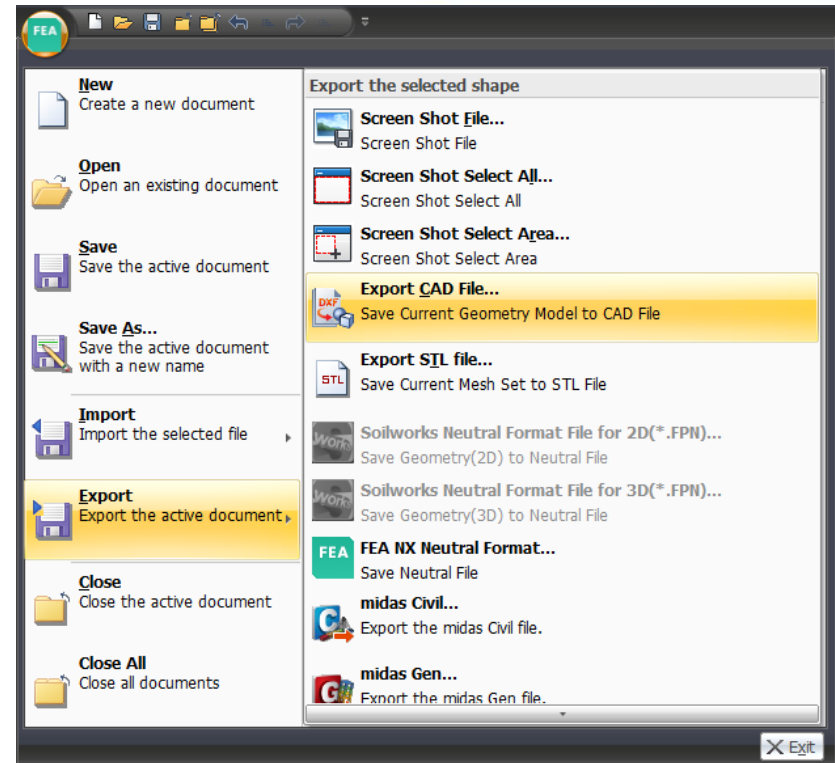 FEA
New
Create a new document
Open
Open an existing document
Save
Save the active document
Save As...
Save the active document
with a new name
Import
Import the selected file
Export
Export the active document
Close
Close the active document
Close All
Close all documents
Export the selected shape
Screen Shot File...
Screen Shot File
Screen Shot Select All...
Screen Shot Select All
Screen Shot Select Area...
Screen Shot Select Area
DXF
Export CAD File...
Save Current Geometry Model to CAD File
STL
Export STL file...
Save Current Mesh Set to STL File
Works
Soilworks Neutral Format File for 2D(*.FPN)...
Save Geometry(2D) to Neutral File
Works
Soilworks Neutral Format File for 3D(*.FPN)...
Save Geometry(3D) to Neutral File
FEA
FEA NX Neutral Format...
Save Neutral File
C
midas Civil...
Export the midas Civil file.
G
midas Gen...
Export the midas Gen file.
Exit